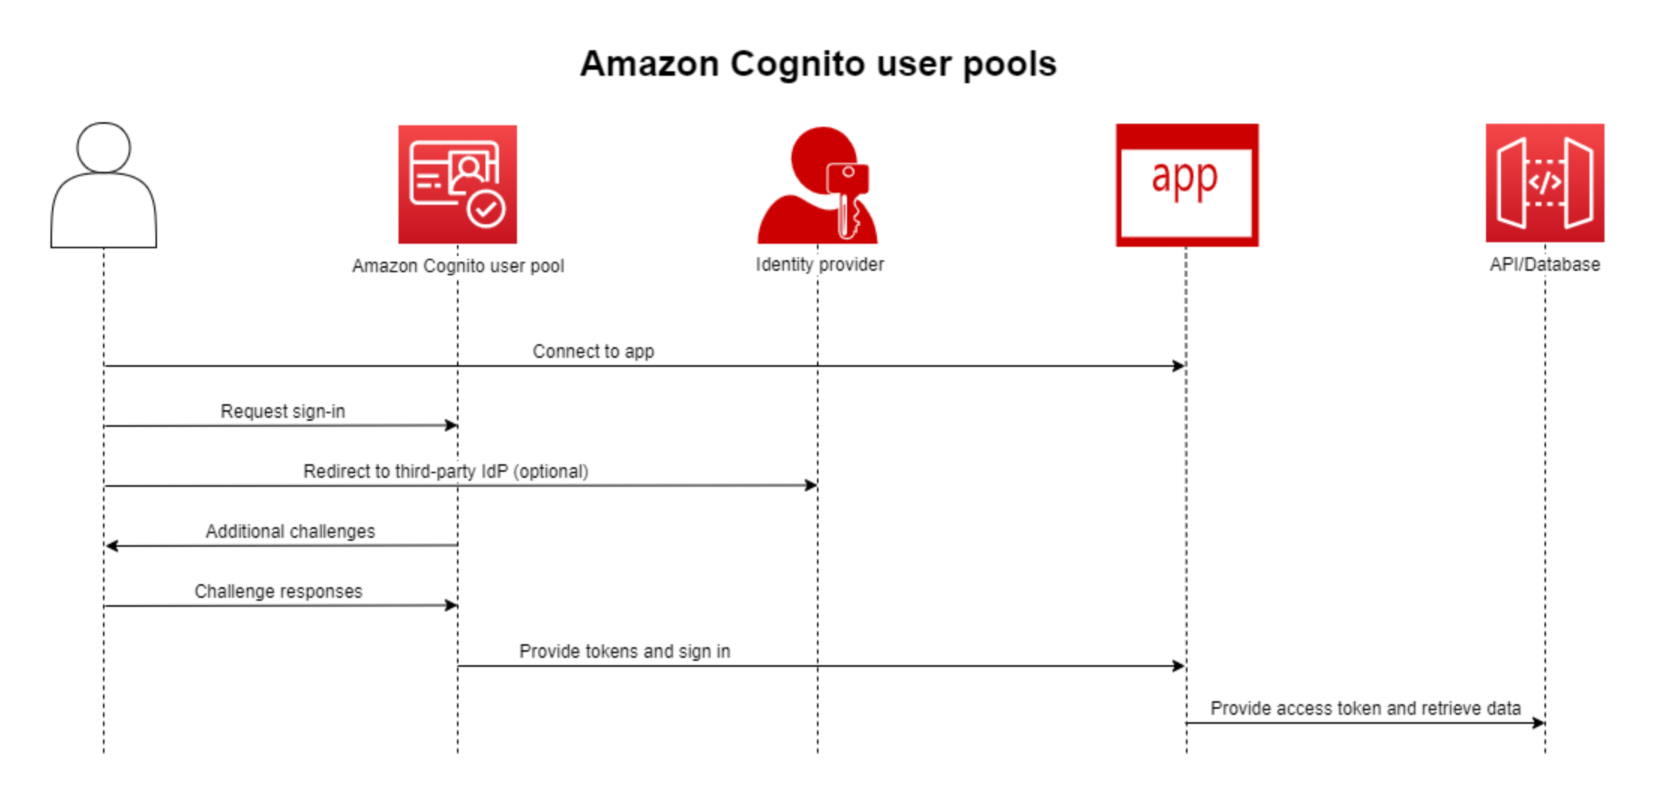 Amazon Cognito user pools
app
</>
Amazon Cognito user pool
Identity provider
API/Database
Connect to app
Request sign-in
Redirect to third-party IdP (optional)
Additional challenges
Challenge responses
Provide tokens and sign in
Provide access token and retrieve data